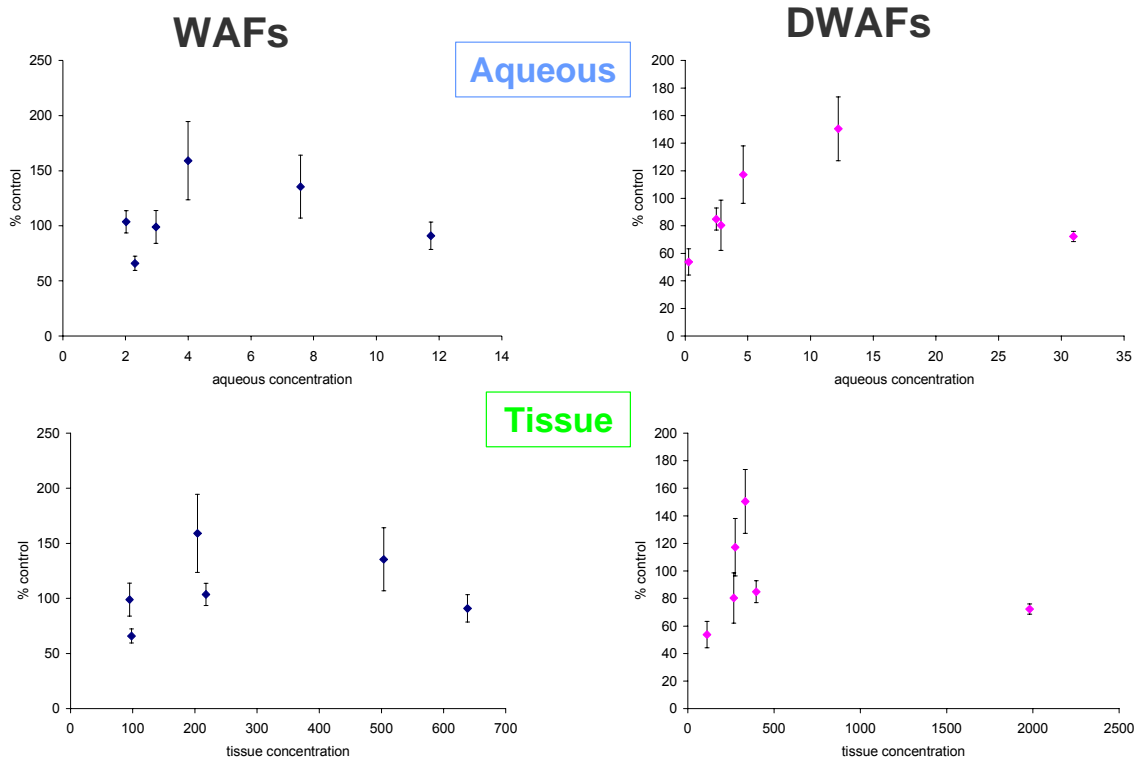 WAFs
DWAFs
Aqueous
250
200
150
100
50
0
% control
0 2 4 6 8 10 12 14
aqueous concentration
200
180
160
140
120
100
80
60
40
20
0
% control
0 5 10 15 20 25 30 35
aqueous concentration
Tissue
250
200
150
100
50
0
% control
0 100 200 300 400 500 600 700
tissue concentration
200
180
160
140
120
100
80
60
40
20
0
% control
0 500 1000 1500 2000 2500
tissue concentration